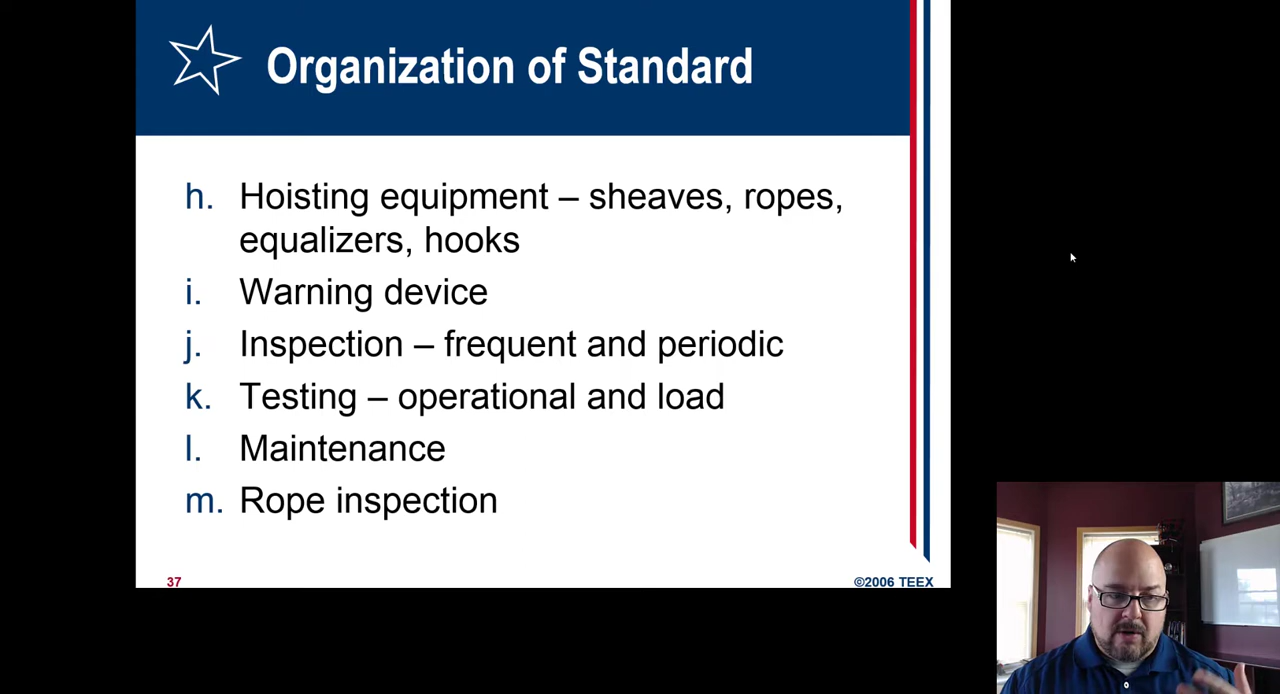 Organization of Standard
h. Hoisting equipment – sheaves, ropes,
equalizers, hooks
i. Warning device
j. Inspection – frequent and periodic
k. Testing – operational and load
l. Maintenance
m. Rope inspection
37
©2006 TEEX